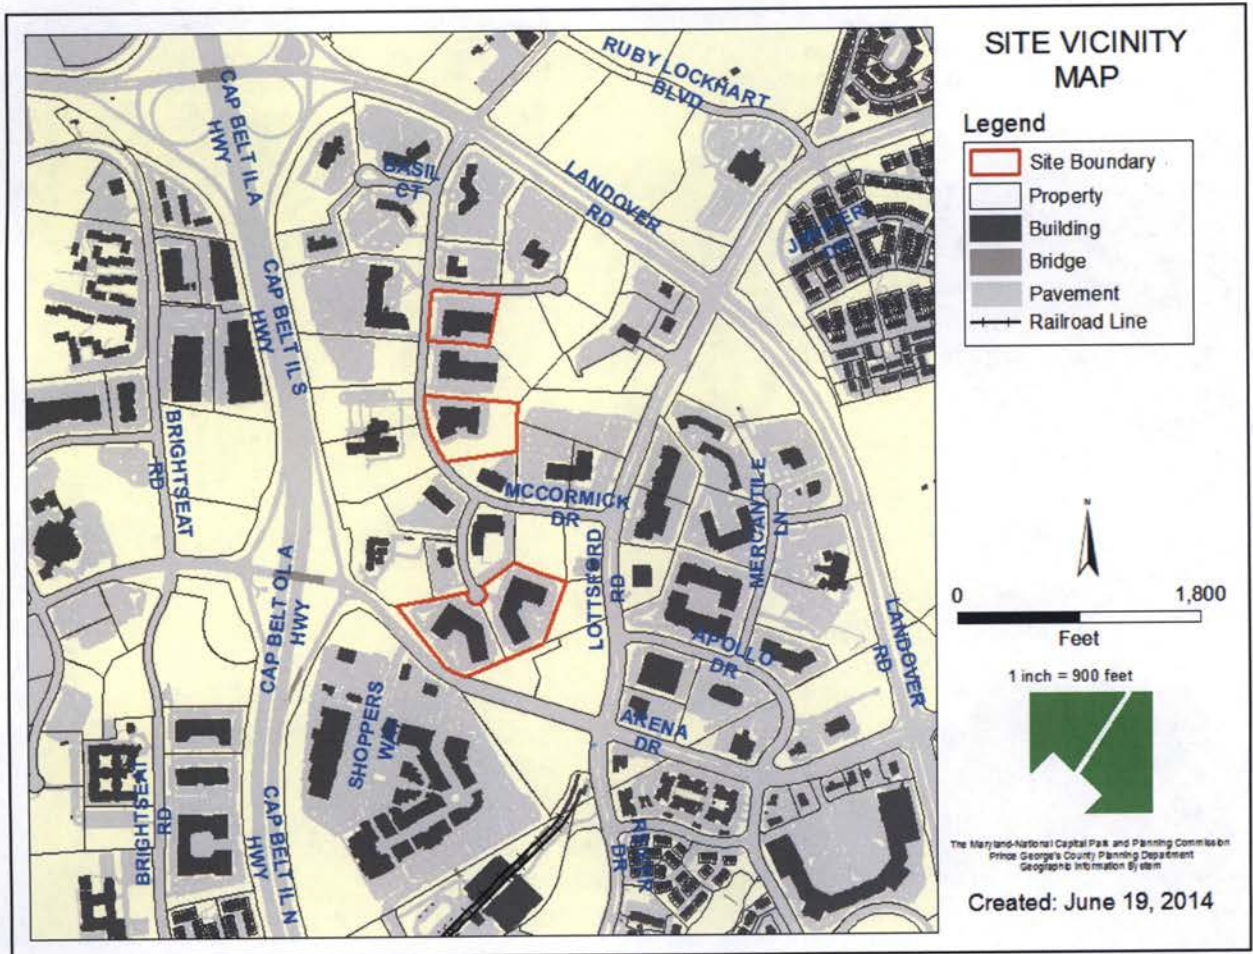 SITE VICINITY
MAP
Legend
Site Boundary
Property
Building
Bridge
Pavement
Railroad Line
N
0 1,800
Feet
1 inch = 900 feet
The Maryland-National Capital Park and Planning Commission
Prince George's County Planning Department
Geographic Information System
Created: June 19, 2014
RUBY LOCKHART
BLVD
CAP BELT IL A
HWY
BASIL
CT
LANDOVER
RD
CAP BELT IL S
HWY
BRIGHTSEAT
RD
MCCORMICK
DR
MERCANTILE
LN
LOTTSFORD
RD
CAP BELT OL A
HWY
APOLLO
DR
LANDOVER
RD
SHOPPERS
WAY
ARENA
DR
BRIGHTSEAT
RD
CAP BELT IL N
HWY
DR